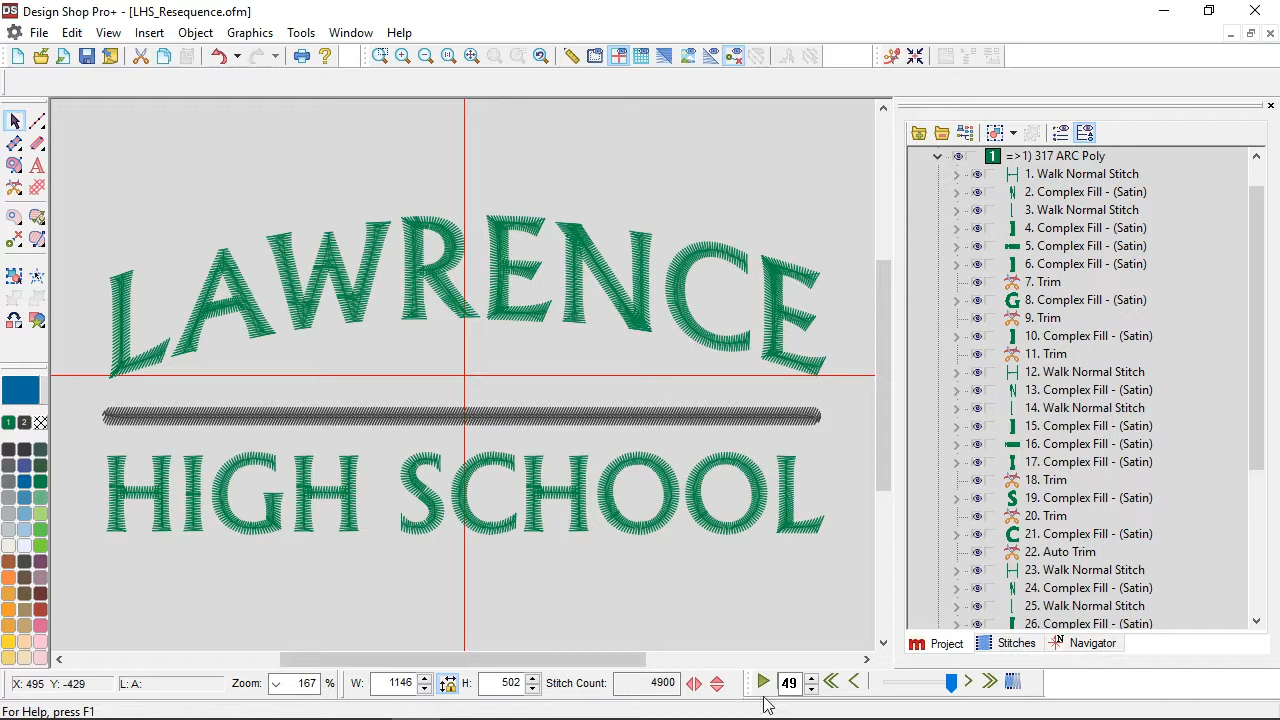 DS Design Shop Pro+ - [LHS_Resequence.ofm]
File Edit View Insert Object Graphics Tools Window Help
1 =>1) 317 ARC Poly
1. Walk Normal Stitch
2. Complex Fill - (Satin)
3. Walk Normal Stitch
4. Complex Fill - (Satin)
5. Complex Fill - (Satin)
6. Complex Fill - (Satin)
7. Trim
8. Complex Fill - (Satin)
9. Trim
10. Complex Fill - (Satin)
11. Trim
12. Walk Normal Stitch
13. Complex Fill - (Satin)
14. Walk Normal Stitch
15. Complex Fill - (Satin)
16. Complex Fill - (Satin)
17. Complex Fill - (Satin)
18. Trim
19. Complex Fill - (Satin)
20. Trim
21. Complex Fill - (Satin)
22. Auto Trim
23. Walk Normal Stitch
24. Complex Fill - (Satin)
25. Walk Normal Stitch
26. Complex Fill - (Satin)
LAWRENCE
HIGH SCHOOL
1 2
Project Stitches Navigator
X: 495 Y: -429 L: A: Zoom: 167 % W: 1146 H: 502 Stitch Count: 4900 49
For Help, press F1